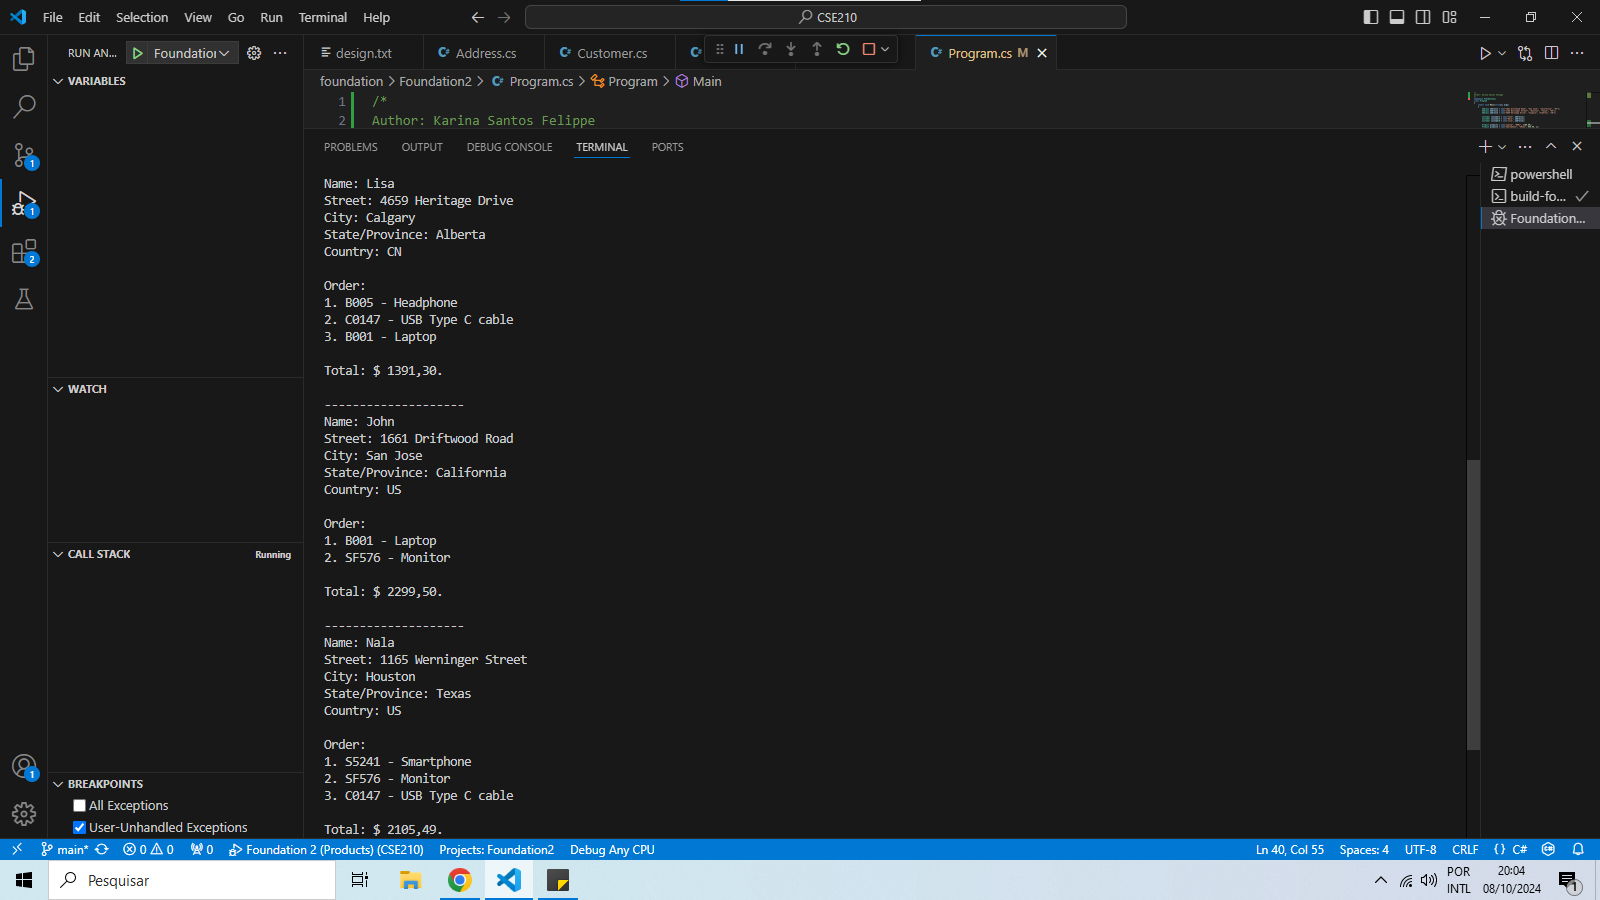 File Edit Selection View Go Run Terminal Help
CSE210
RUN AN... Foundation
design.txt Address.cs Customer.cs Program.cs M
VARIABLES
foundation > Foundation2 > Program.cs > Program > Main
1 /*
2 Author: Karina Santos Felippe
PROBLEMS OUTPUT DEBUG CONSOLE TERMINAL PORTS
powershell
build-fo...
Foundation...
Name: Lisa
Street: 4659 Heritage Drive
City: Calgary
State/Province: Alberta
Country: CN
Order:
1. B005 - Headphone
2. C0147 - USB Type C cable
3. B001 - Laptop
Total: $ 1391,30.
--------------------
Name: John
Street: 1661 Driftwood Road
City: San Jose
State/Province: California
Country: US
Order:
1. B001 - Laptop
2. SF576 - Monitor
Total: $ 2299,50.
--------------------
Name: Nala
Street: 1165 Werninger Street
City: Houston
State/Province: Texas
Country: US
Order:
1. S5241 - Smartphone
2. SF576 - Monitor
3. C0147 - USB Type C cable
Total: $ 2105,49.
WATCH
CALL STACK Running
BREAKPOINTS
All Exceptions
User-Unhandled Exceptions
1
1
2
1
main* 0 0 0 Foundation 2 (Products) (CSE210) Projects: Foundation2 Debug Any CPU
Ln 40, Col 55 Spaces: 4 UTF-8 CRLF {} C#
Pesquisar
POR
INTL
20:04
08/10/2024
1